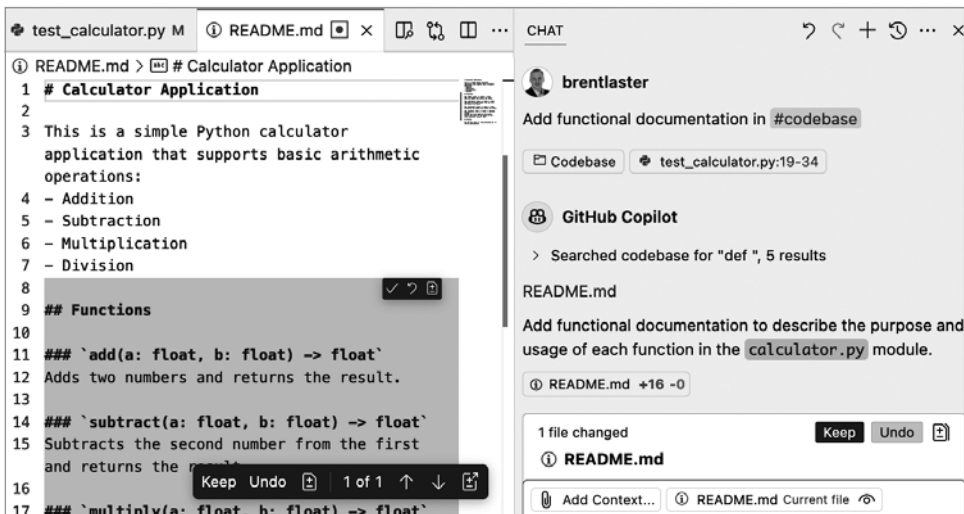 test_calculator.py M
README.md
README.md > # Calculator Application
1 # Calculator Application
2
3 This is a simple Python calculator
application that supports basic arithmetic
operations:
4 – Addition
5 – Subtraction
6 – Multiplication
7 – Division
8
9 ## Functions
10
11 ### `add(a: float, b: float) –> float`
12 Adds two numbers and returns the result.
13
14 ### `subtract(a: float, b: float) –> float`
15 Subtracts the second number from the first
and returns the
16
17 ### `multiply(a: float, b: float) –> float`
Keep Undo 1 of 1
CHAT
brentlaster
Add functional documentation in #codebase
Codebase test_calculator.py:19-34
GitHub Copilot
> Searched codebase for "def ", 5 results
README.md
Add functional documentation to describe the purpose and
usage of each function in the calculator.py module.
README.md +16 -0
1 file changed Keep Undo
README.md
Add Context... README.md Current file